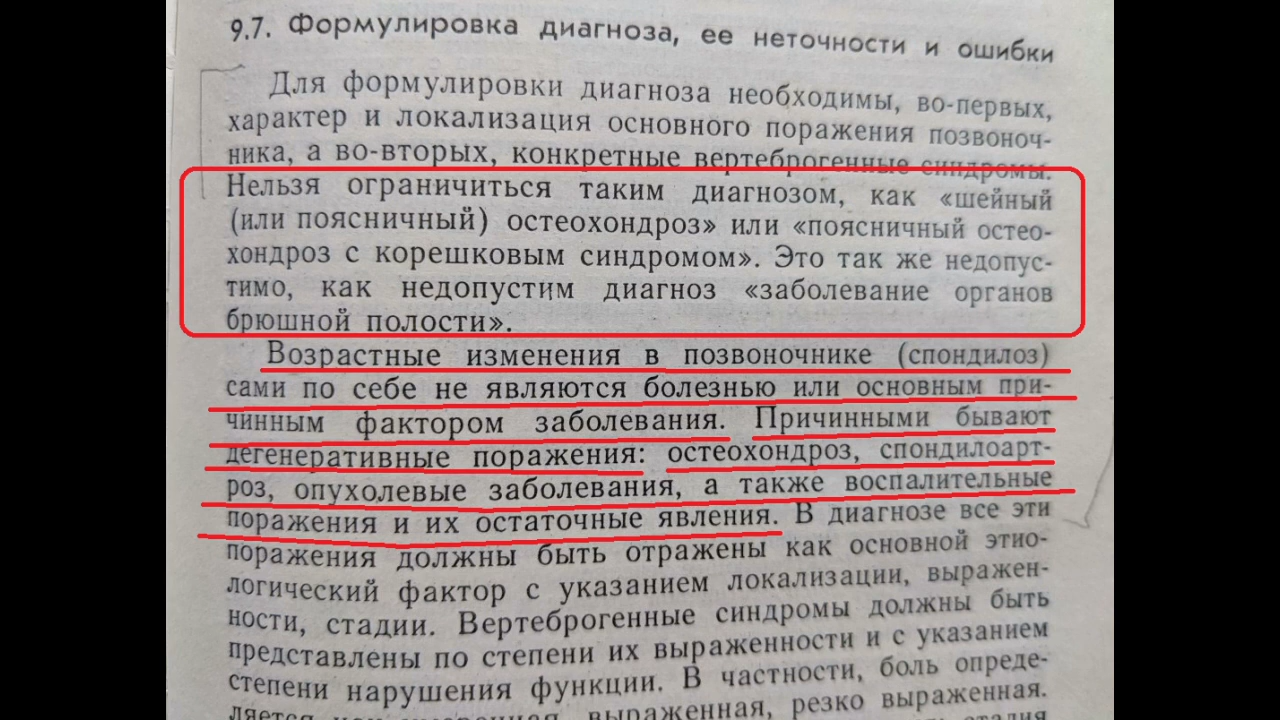 9.7. Формулировка диагноза, ее неточности и ошибки
Для формулировки диагноза необходимы, во-первых,
характер и локализация основного поражения позвоноч-
ника, а во-вторых, конкретные вертеброгенные синдромы.
Нельзя ограничиться таким диагнозом, как «шейный
(или поясничный) остеохондроз» или «поясничный остео-
хондроз с корешковым синдромом». Это так же недопус-
тимо, как недопустим диагноз «заболевание органов
брюшной полости».
Возрастные изменения в позвоночнике (спондилоз)
сами по себе не являются болезнью или основным при-
чинным фактором заболевания. Причинными бывают
дегенеративные поражения: остеохондроз, спондилоарт-
роз, опухолевые заболевания, а также воспалительные
поражения и их остаточные явления. В диагнозе все эти
поражения должны быть отражены как основной этио-
логический фактор с указанием локализации, выражен-
ности, стадии. Вертеброгенные синдромы должны быть
представлены по степени их выраженности и с указанием
степени нарушения функции. В частности, боль опреде-
ляется как умеренная, выраженная, резко выраженная.
стадия